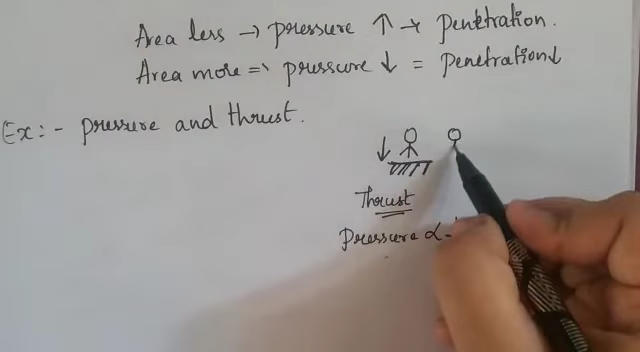 Area less → pressure ↑ → penetration.
Area more =) pressure ↓ = penetration↓
Ex:- pressure and thrust.
Thrust
Pressure α